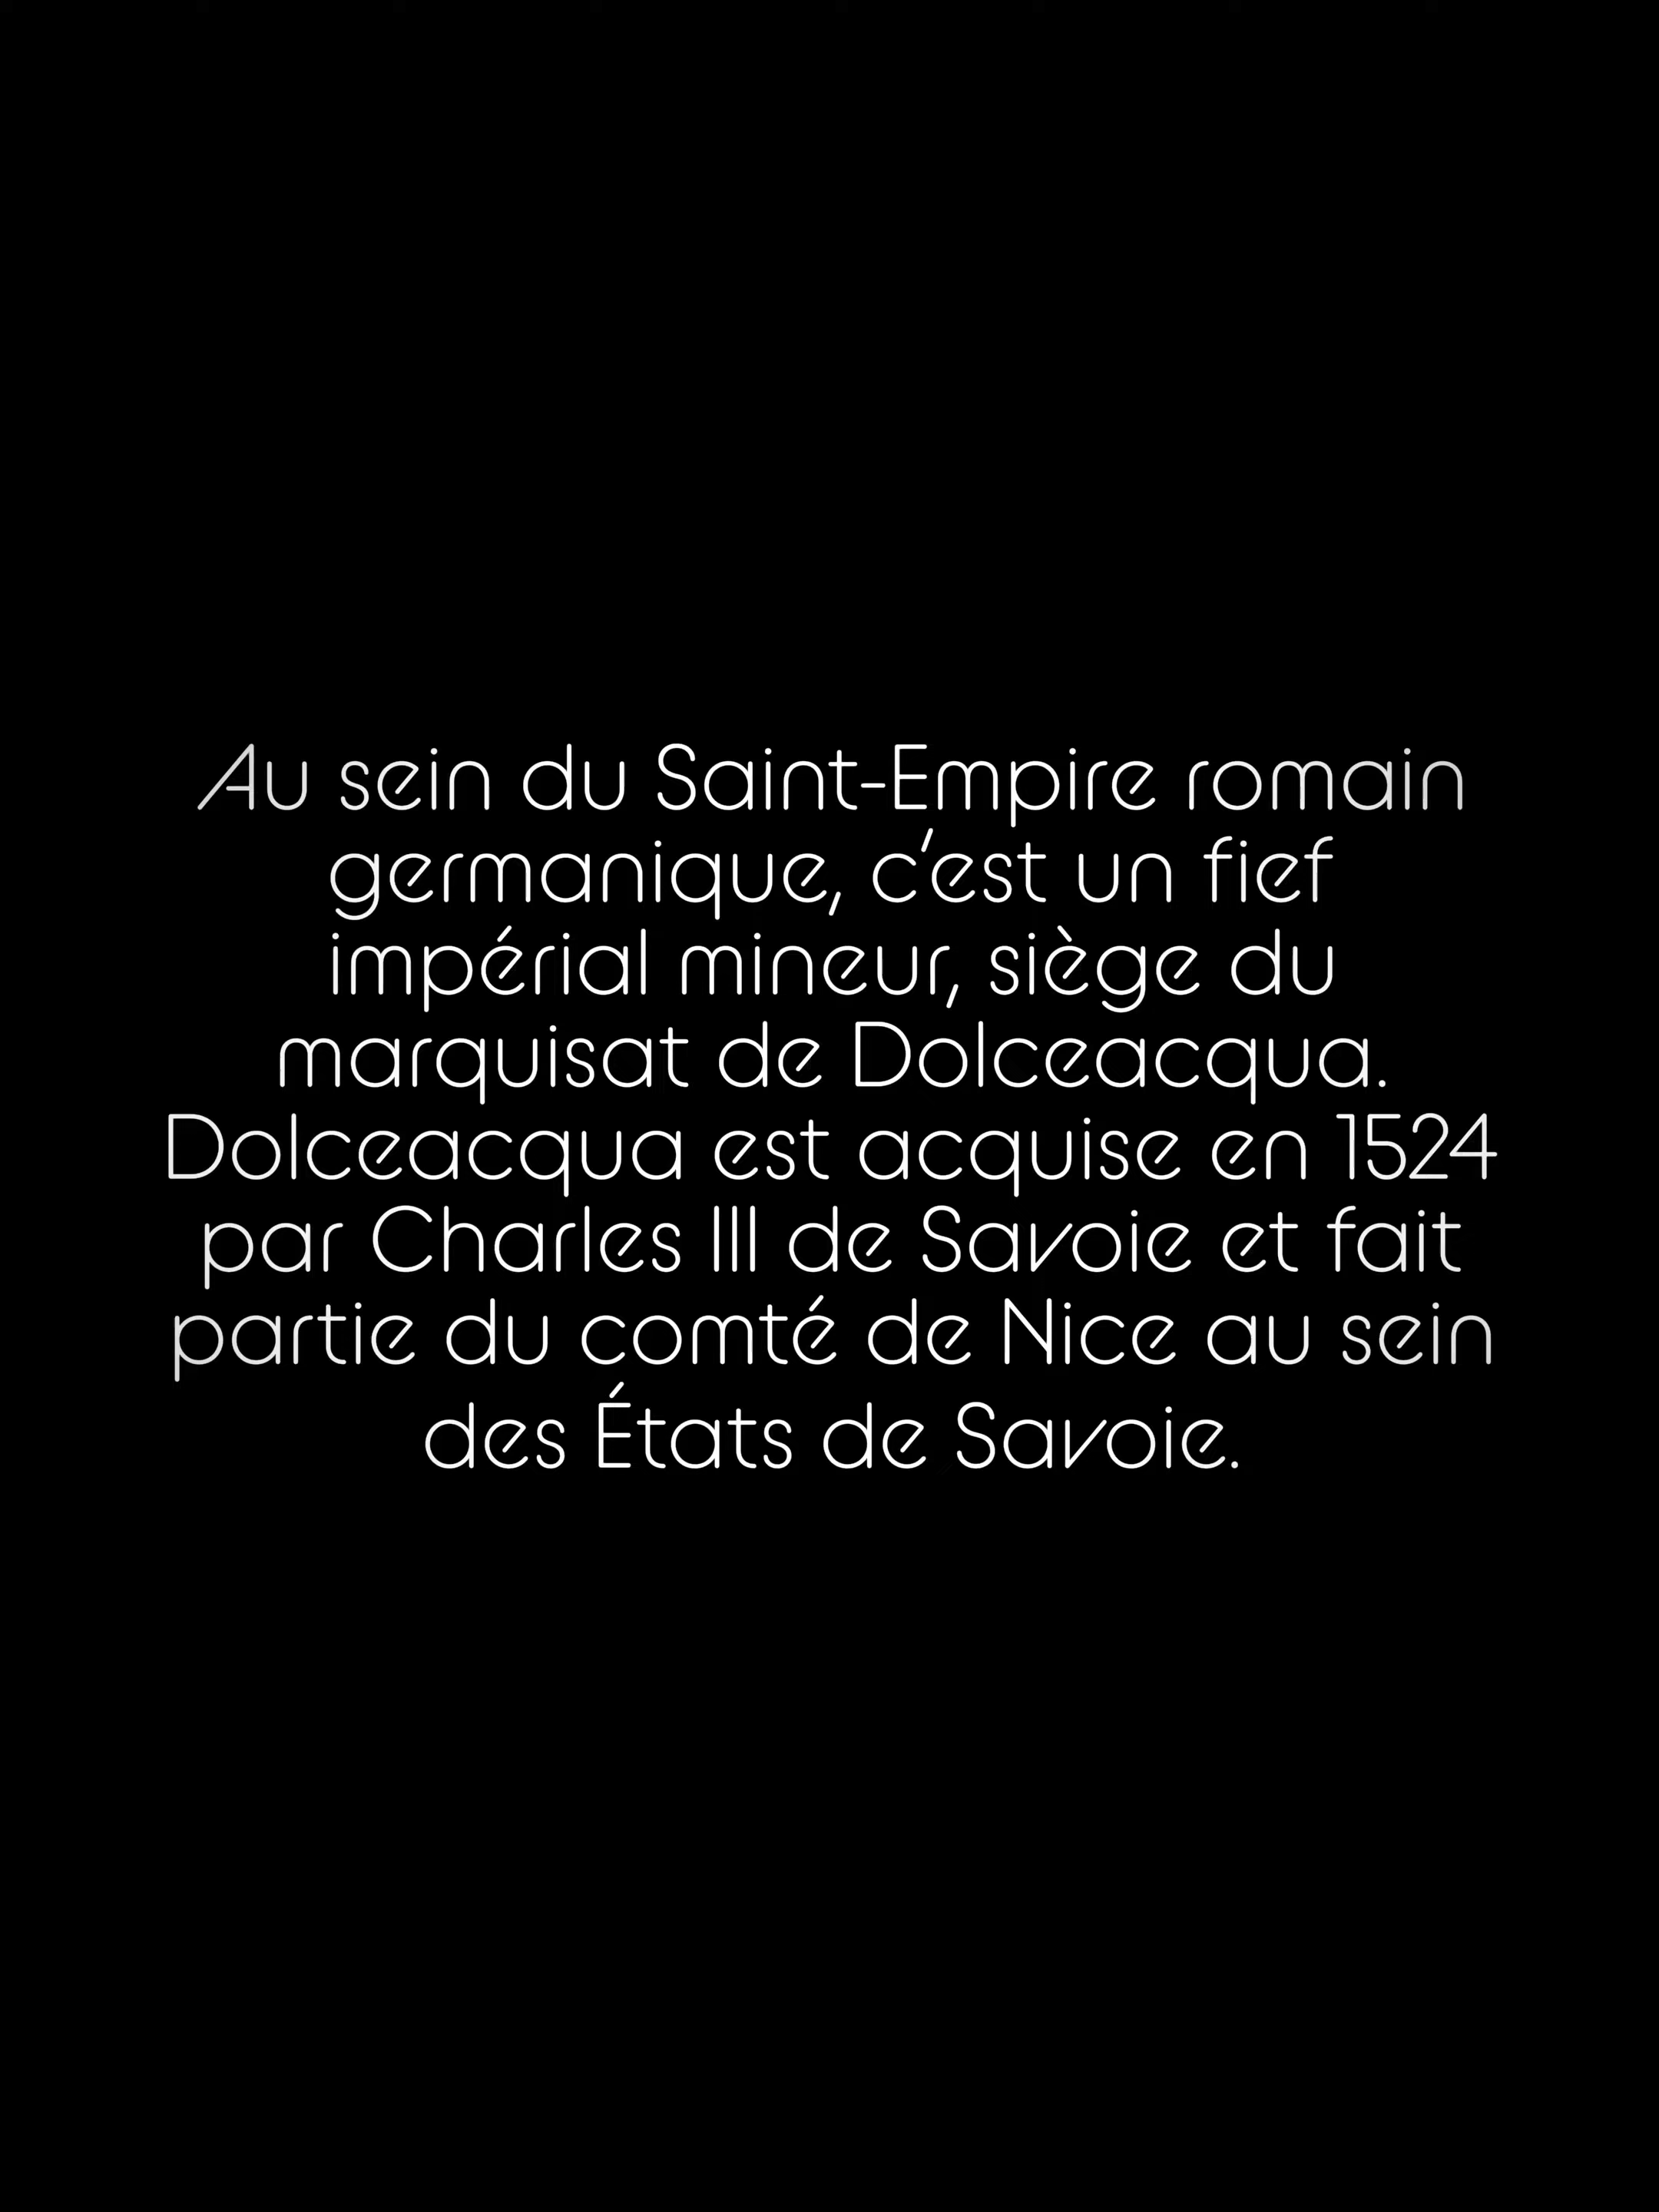 Au sein du Saint-Empire romain
germanique, c'est un fief
impérial mineur, siège du
marquisat de Dolceacqua.
Dolceacqua est acquise en 1524
par Charles III de Savoie et fait
partie du comté de Nice au sein
des États de Savoie.